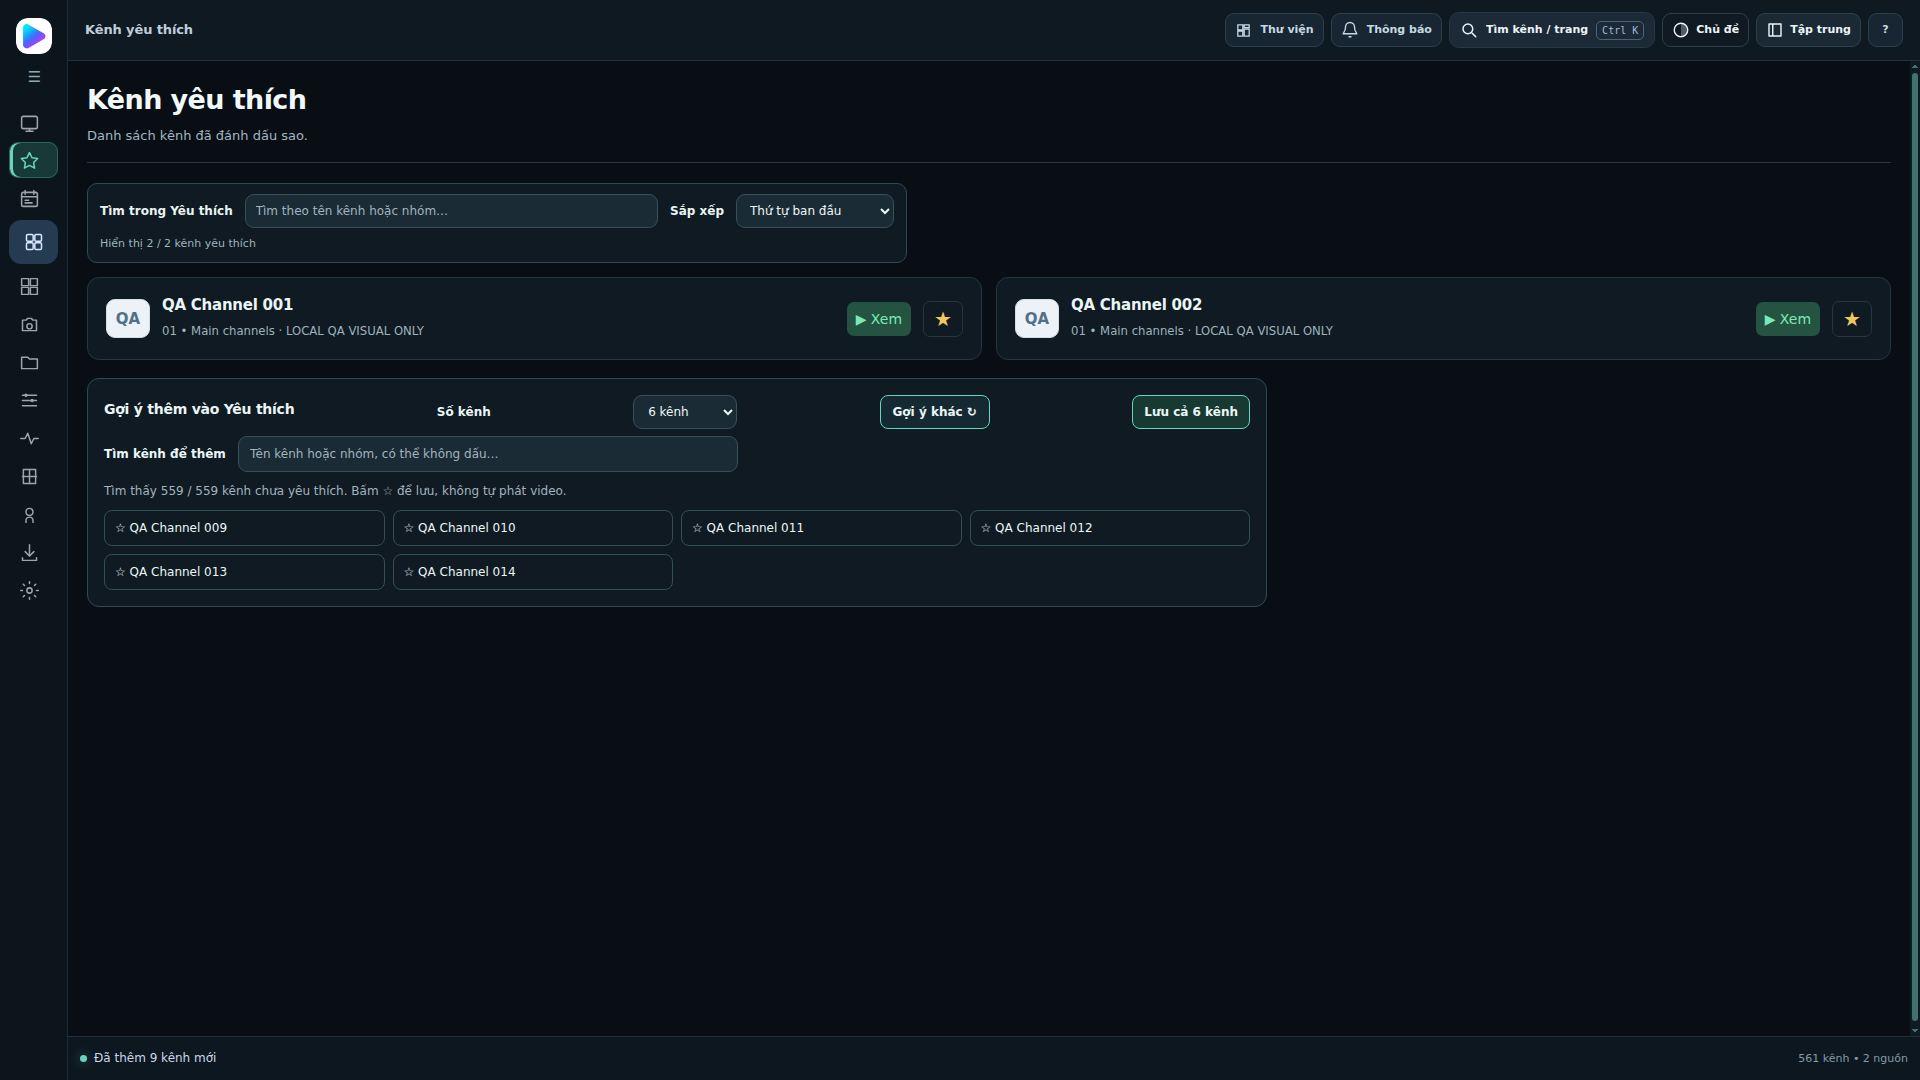 Kênh yêu thích
Thư viện
Thông báo
Tìm kênh / trang Ctrl K
Chủ đề
Tập trung
?
Kênh yêu thích
Danh sách kênh đã đánh dấu sao.
Tìm trong Yêu thích
Tìm theo tên kênh hoặc nhóm...
Sắp xếp
Thứ tự ban đầu
Hiển thị 2 / 2 kênh yêu thích
QA
QA Channel 001
01 • Main channels · LOCAL QA VISUAL ONLY
▶ Xem
★
QA
QA Channel 002
01 • Main channels · LOCAL QA VISUAL ONLY
▶ Xem
★
Gợi ý thêm vào Yêu thích
Số kênh
6 kênh
Gợi ý khác ↻
Lưu cả 6 kênh
Tìm kênh để thêm
Tên kênh hoặc nhóm, có thể không dấu...
Tìm thấy 559 / 559 kênh chưa yêu thích. Bấm ☆ để lưu, không tự phát video.
☆ QA Channel 009
☆ QA Channel 010
☆ QA Channel 011
☆ QA Channel 012
☆ QA Channel 013
☆ QA Channel 014
Đã thêm 9 kênh mới
561 kênh • 2 nguồn